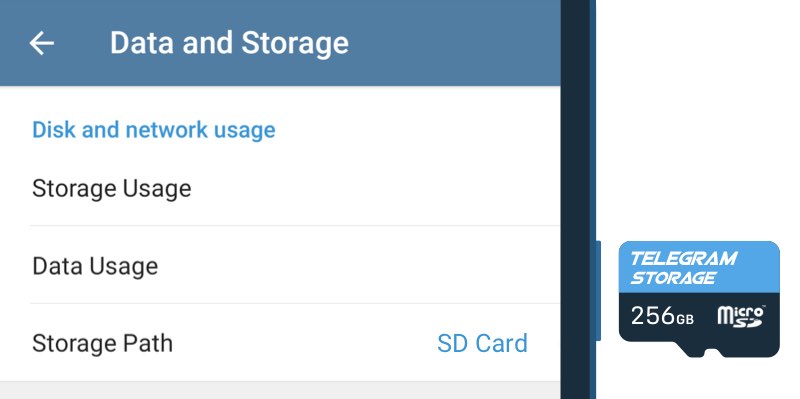 Data and Storage
Disk and network usage
Storage Usage
Data Usage
Storage Path SD Card
TELEGRAM
STORAGE
256GB Micro
SD